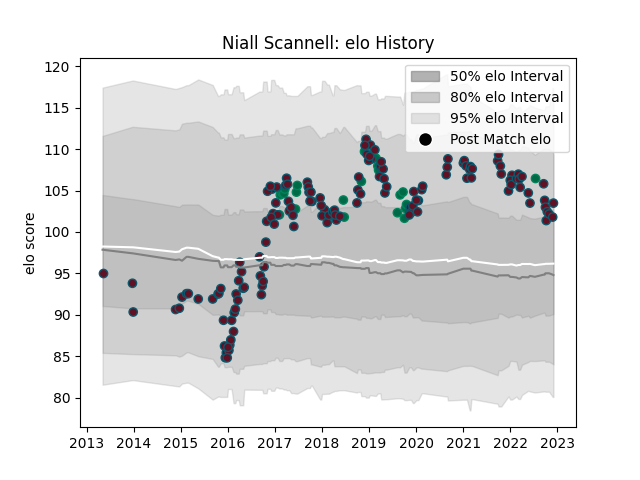 Niall Scannell: elo History
120
115
110
105
100
95
90
85
80
elo score
50% elo Interval
80% elo Interval
95% elo Interval
Post Match elo
2013 2014 2015 2016 2017 2018 2019 2020 2021 2022 2023